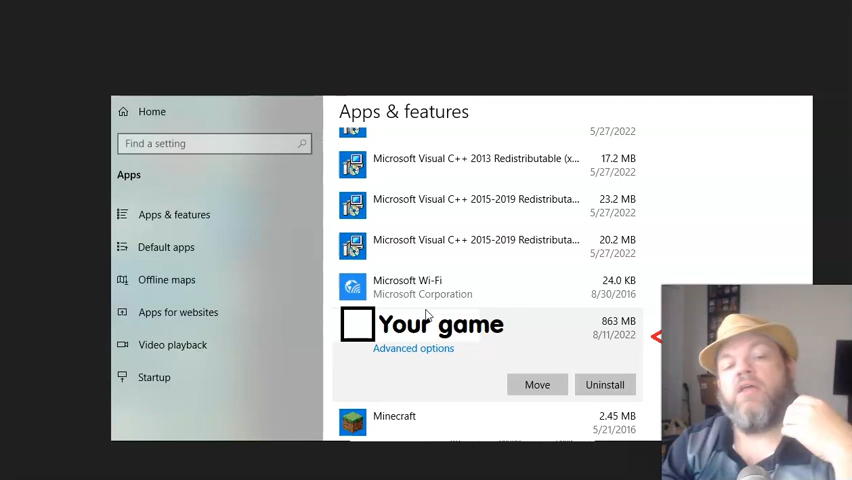 Home
Find a setting
Apps
Apps & features
Default apps
Offline maps
Apps for websites
Video playback
Startup
Apps & features
5/27/2022
Microsoft Visual C++ 2013 Redistributable (x... 17.2 MB
5/27/2022
Microsoft Visual C++ 2015-2019 Redistributa... 23.2 MB
5/27/2022
Microsoft Visual C++ 2015-2019 Redistributa... 20.2 MB
5/27/2022
Microsoft Wi-Fi 24.0 KB
Microsoft Corporation 8/30/2016
Your game 863 MB
8/11/2022
Advanced options
Move Uninstall
Minecraft 2.45 MB
5/21/2016